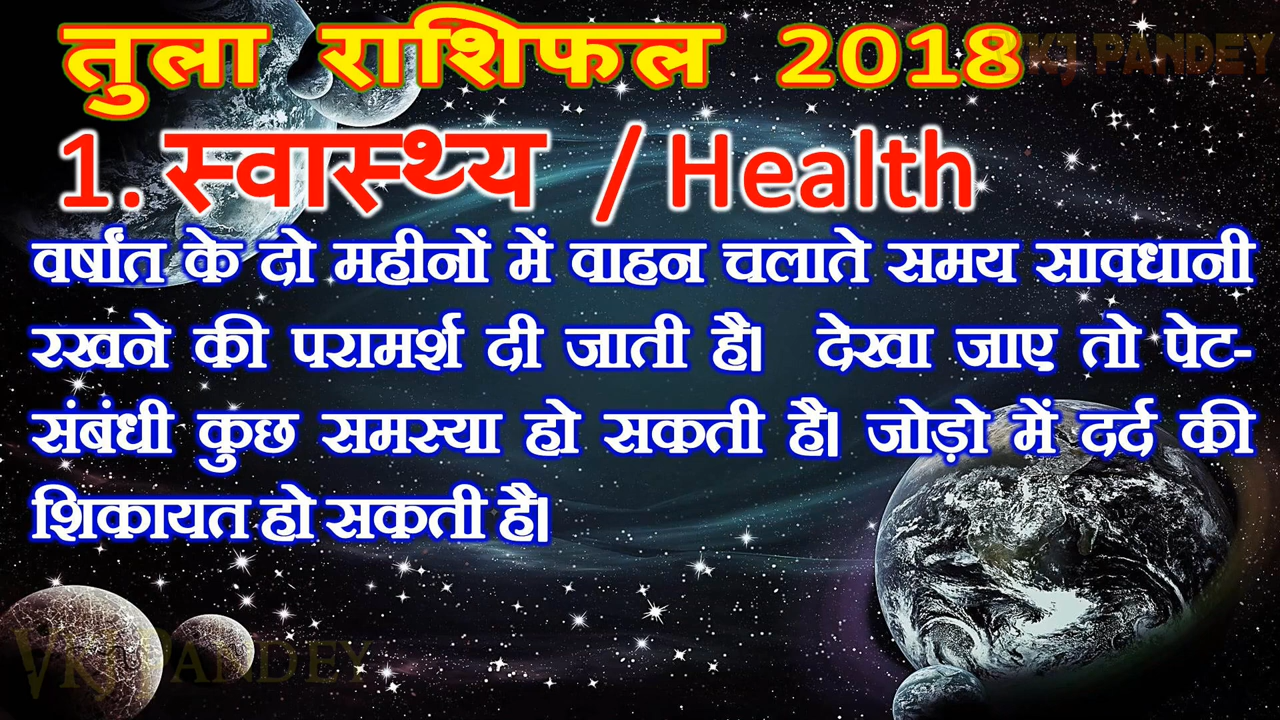 तुला राशिफल 2018
VKJ PANDEY
1. स्वास्थ्य / Health
वर्षांत के दो महीनों में वाहन चलाते समय सावधानी
रखने की परामर्श दी जाती है। देखा जाए तो पेट-
संबंधी कुछ समस्या हो सकती है। जोड़ो में दर्द की
शिकायत हो सकती है।
VKJ PANDEY